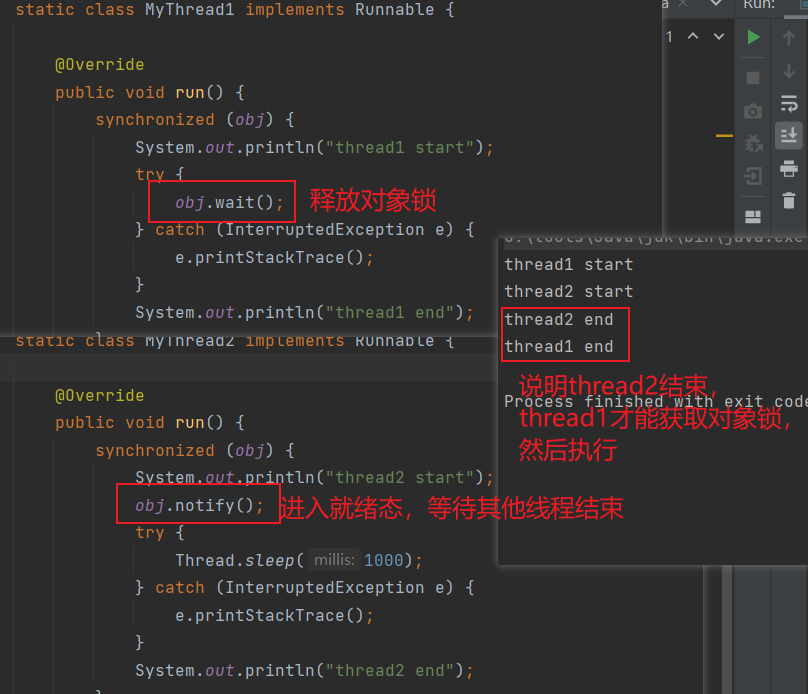 static class MyThread1 implements Runnable {
@Override
public void run() {
synchronized (obj) {
System.out.println("thread1 start");
try {
obj.wait(); 释放对象锁
} catch (InterruptedException e) {
e.printStackTrace();
}
System.out.println("thread1 end");
static class MyThread2 implements Runnable {
@Override
public void run() {
synchronized (obj) {
System.out.println("thread2 start");
obj.notify(); 进入就绪态，等待其他线程结束
try {
Thread.sleep( millis: 1000);
} catch (InterruptedException e) {
e.printStackTrace();
}
System.out.println("thread2 end");
a
Run:
1
C:\tools\Java\jdk\bin\java.exe
thread1 start
thread2 start
thread2 end
thread1 end
Process finished with exit code
说明thread2结束，
thread1才能获取对象锁，
然后执行